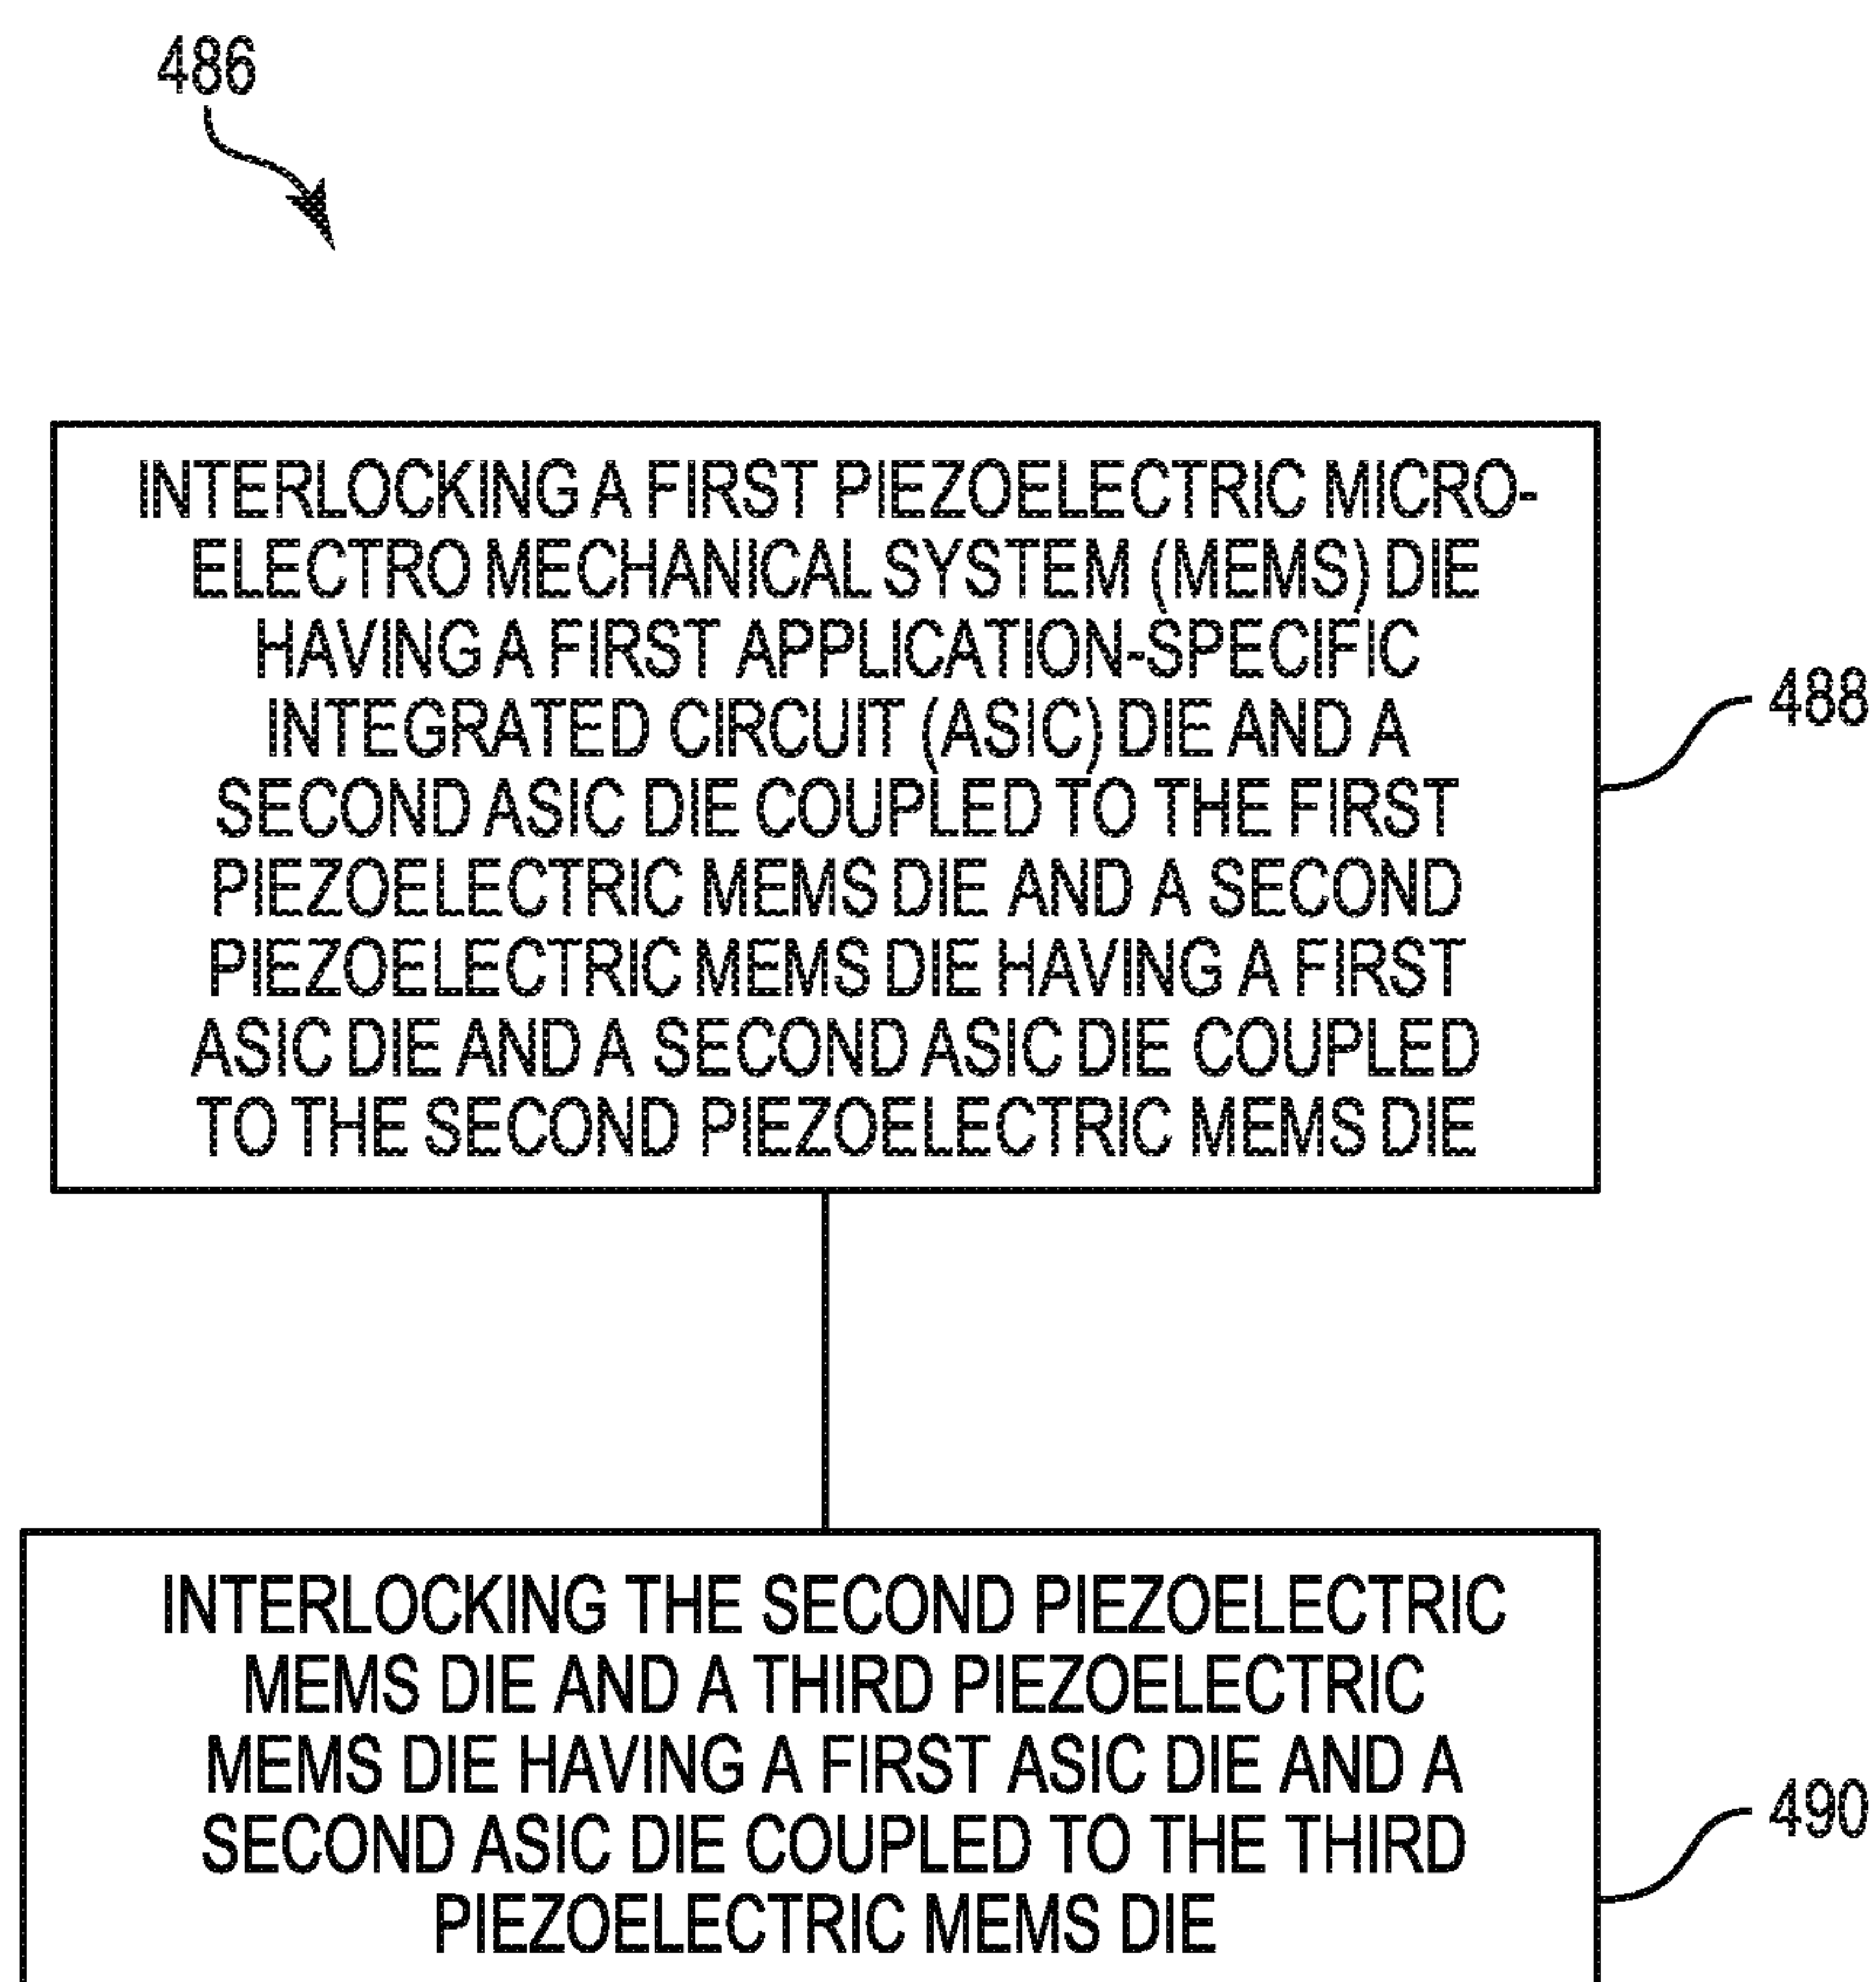 486
INTERLOCKING A FIRST PIEZOELECTRIC MICRO-
ELECTRO MECHANICAL SYSTEM (MEMS) DIE
HAVING A FIRST APPLICATION-SPECIFIC
INTEGRATED CIRCUIT (ASIC) DIE AND A
SECOND ASIC DIE COUPLED TO THE FIRST
PIEZOELECTRIC MEMS DIE AND A SECOND
PIEZOELECTRIC MEMS DIE HAVING A FIRST
ASIC DIE AND A SECOND ASIC DIE COUPLED
TO THE SECOND PIEZOELECTRIC MEMS DIE
488
INTERLOCKING THE SECOND PIEZOELECTRIC
MEMS DIE AND A THIRD PIEZOELECTRIC
MEMS DIE HAVING A FIRST ASIC DIE AND A
SECOND ASIC DIE COUPLED TO THE THIRD
PIEZOELECTRIC MEMS DIE
490